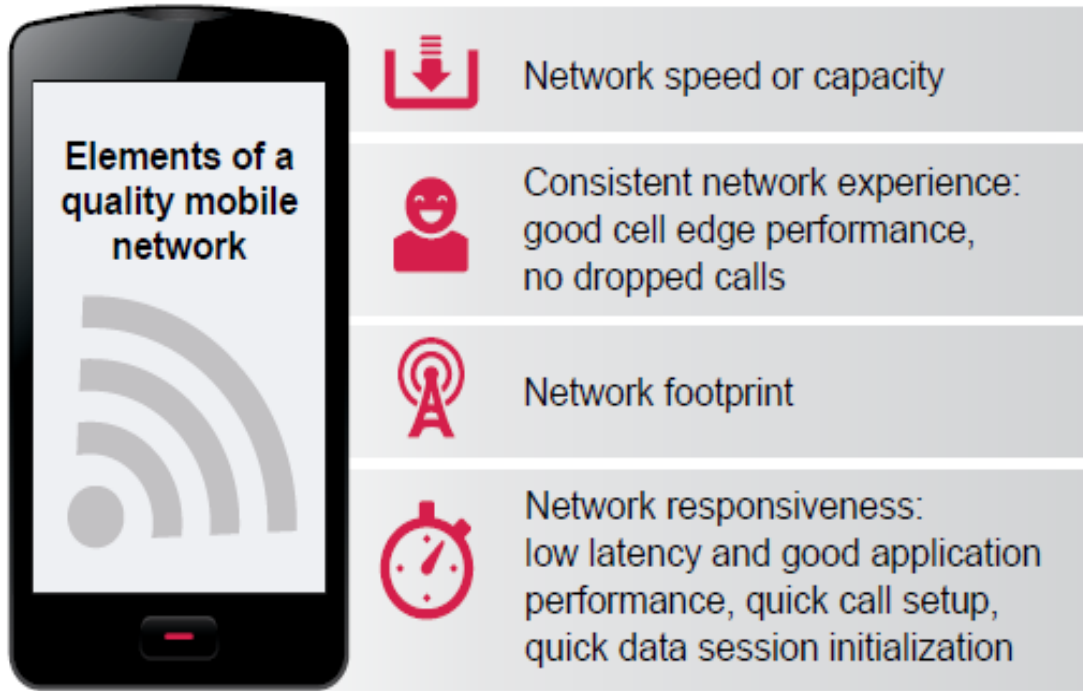 Elements of a
quality mobile
network
Network speed or capacity
Consistent network experience:
good cell edge performance,
no dropped calls
Network footprint
Network responsiveness:
low latency and good application
performance, quick call setup,
quick data session initialization